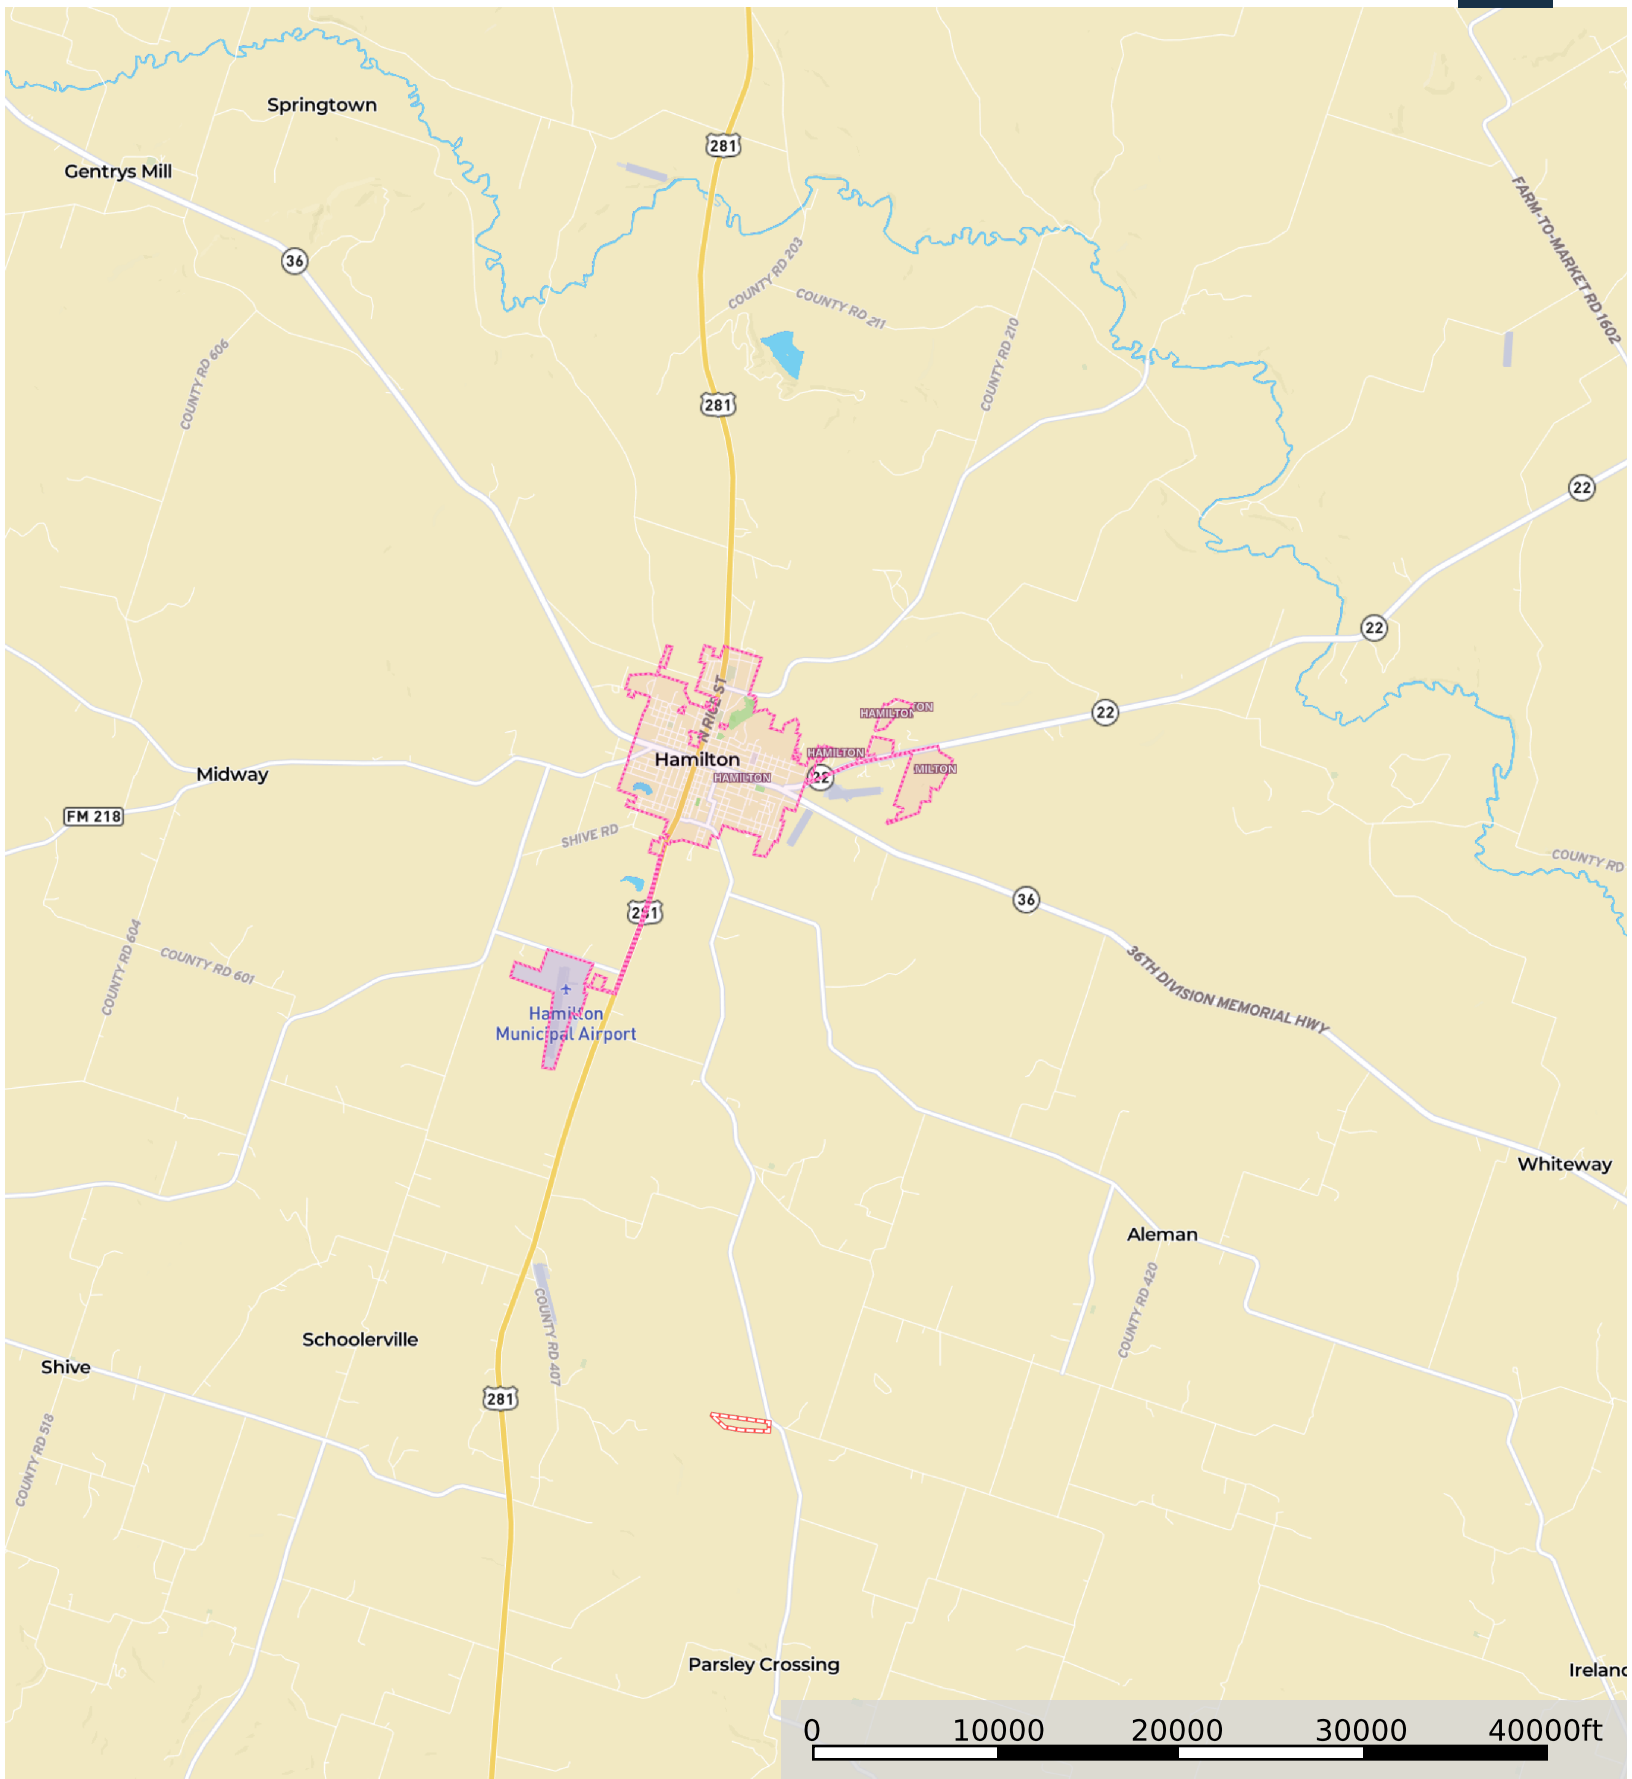 Springtown
281
Gentrys Mill
FARM-TO-MARKET RD 1602
36
COUNTY RD 203
COUNTY RD 211
COUNTY RD 210
COUNTY RD 606
281
22
22
N RICE ST
HAMILTON
ON
22
HAMILTON
Hamilton
HAMILTON
MILTON
22
Midway
FM 218
SHIVE RD
COUNTY RD
36
281
COUNTY RD 604
COUNTY RD 601
36TH DIVISION MEMORIAL HWY
Hamilton
Municipal Airport
Whiteway
Aleman
COUNTY RD 420
COUNTY RD 407
Schoolerville
Shive
281
COUNTY RD 518
Parsley Crossing
Ireland
0 10000 20000 30000 40000ft